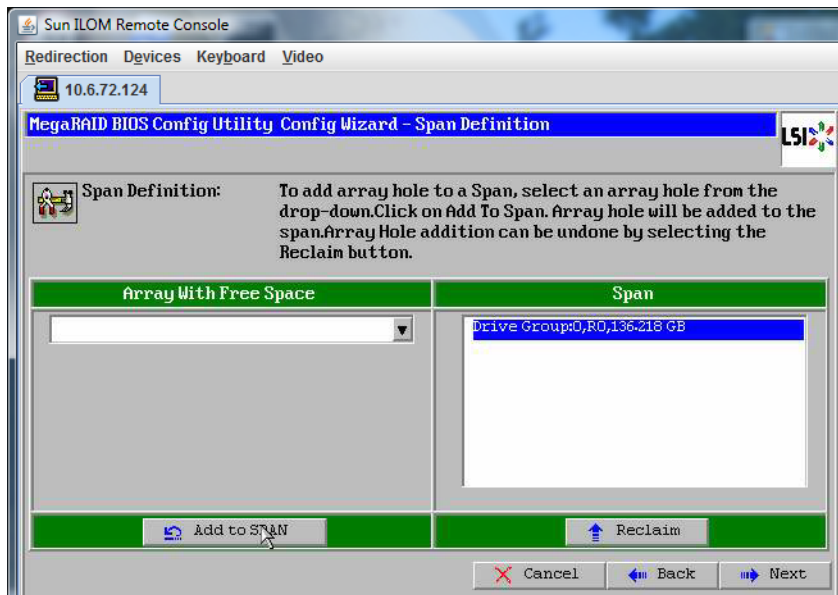 Sun ILOM Remote Console
Redirection Devices Keyboard Video
10.6.72.124
MegaRAID BIOS Config Utility Config Wizard - Span Definition
LSI
Span Definition:
To add array hole to a Span, select an array hole from the
drop-down.Click on Add To Span. Array hole will be added to the
span.Array Hole addition can be undone by selecting the
Reclaim button.
Array With Free Space
Span
Drive Group:0,R0,136.218 GB
Add to SPAN
Reclaim
Cancel
Back
Next